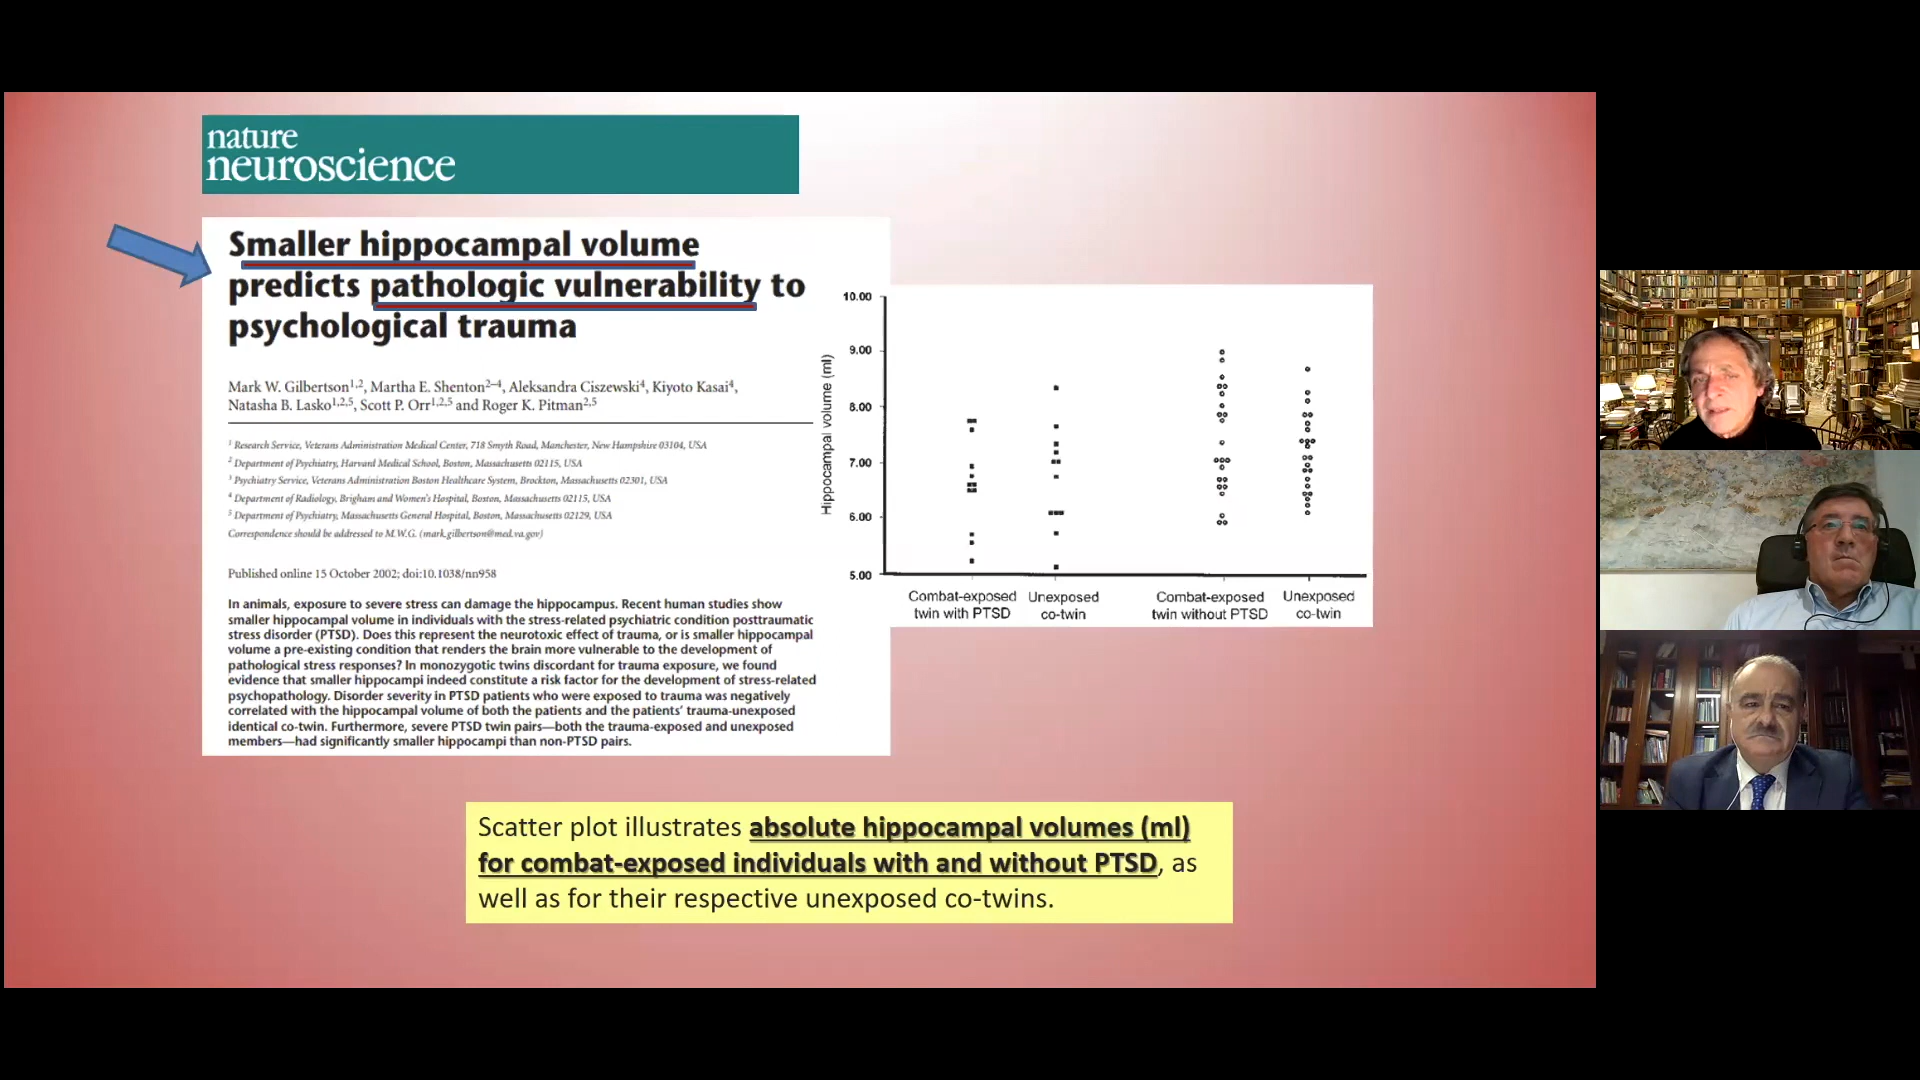 nature
neuroscience
Smaller hippocampal volume
predicts pathologic vulnerability to
psychological trauma
Mark W. Gilbertson1,2, Martha E. Shenton2–4, Aleksandra Ciszewski4, Kiyoto Kasai4,
Natasha B. Lasko1,2,5, Scott P. Orr1,2,5 and Roger K. Pitman2,5
1 Research Service, Veterans Administration Medical Center, 718 Smyth Road, Manchester, New Hampshire 03104, USA
2 Department of Psychiatry, Harvard Medical School, Boston, Massachusetts 02115, USA
3 Psychiatry Service, Veterans Administration Boston Healthcare System, Brockton, Massachusetts 02301, USA
4 Department of Radiology, Brigham and Women's Hospital, Boston, Massachusetts 02115, USA
5 Department of Psychiatry, Massachusetts General Hospital, Boston, Massachusetts 02129, USA
Correspondence should be addressed to M.W.G. (mark.gilbertson@med.va.gov)
Published online 15 October 2002; doi:10.1038/nn958
In animals, exposure to severe stress can damage the hippocampus. Recent human studies show
smaller hippocampal volume in individuals with the stress-related psychiatric condition posttraumatic
stress disorder (PTSD). Does this represent the neurotoxic effect of trauma, or is smaller hippocampal
volume a pre-existing condition that renders the brain more vulnerable to the development of
pathological stress responses? In monozygotic twins discordant for trauma exposure, we found
evidence that smaller hippocampi indeed constitute a risk factor for the development of stress-related
psychopathology. Disorder severity in PTSD patients who were exposed to trauma was negatively
correlated with the hippocampal volume of both the patients and the patients' trauma-unexposed
identical co-twin. Furthermore, severe PTSD twin pairs—both the trauma-exposed and unexposed
members—had significantly smaller hippocampi than non-PTSD pairs.
Hippocampal volume (ml)
10.00
9.00
8.00
7.00
6.00
5.00
Combat-exposed
twin with PTSD
Unexposed
co-twin
Combat-exposed
twin without PTSD
Unexposed
co-twin
Scatter plot illustrates absolute hippocampal volumes (ml)
for combat-exposed individuals with and without PTSD, as
well as for their respective unexposed co-twins.